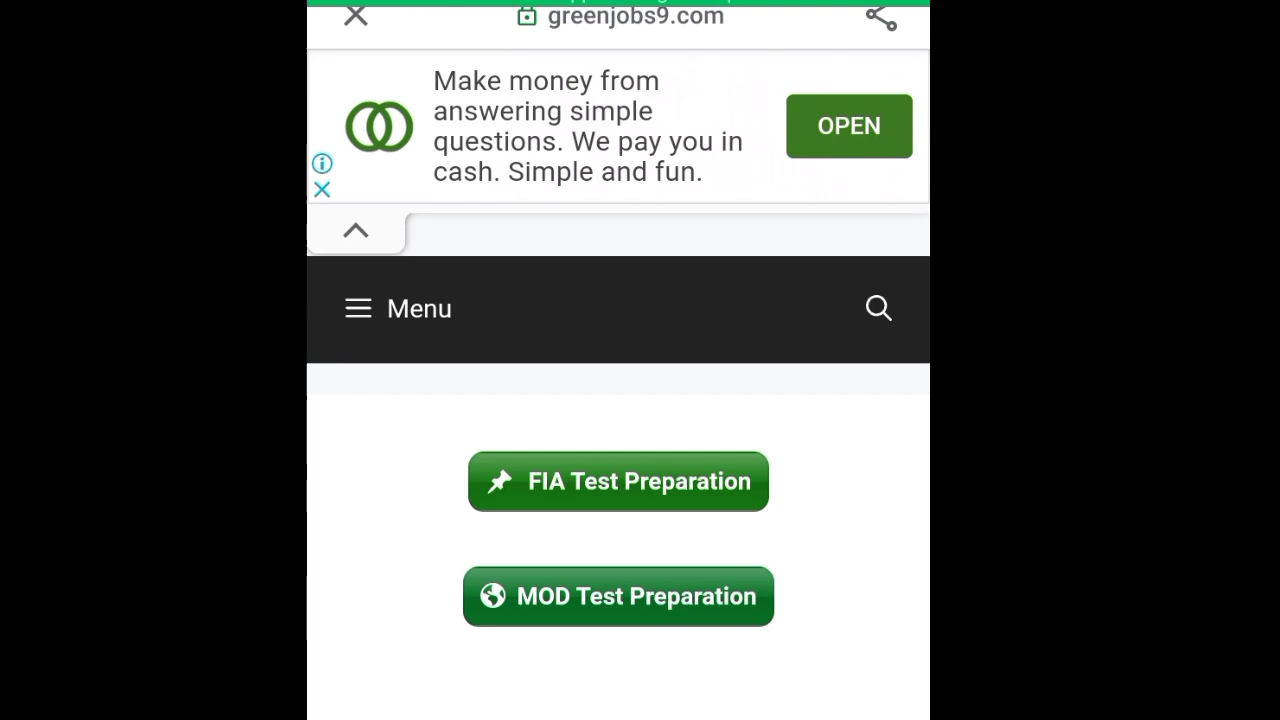 greenjobs9.com
Make money from
answering simple
questions. We pay you in
cash. Simple and fun.
OPEN
Menu
FIA Test Preparation
MOD Test Preparation